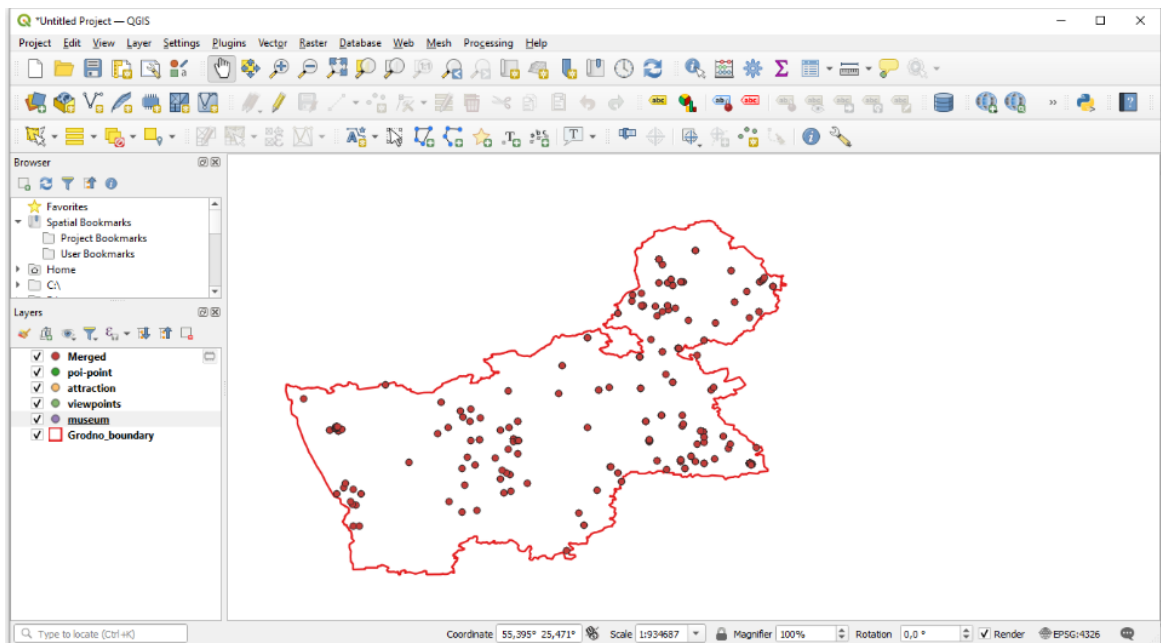 *Untitled Project — QGIS
Project Edit View Layer Settings Plugins Vector Raster Database Web Mesh Processing Help
abc
Browser
Favorites
Spatial Bookmarks
Project Bookmarks
User Bookmarks
Home
C:\
Layers
Merged
poi-point
attraction
viewpoints
museum
Grodno_boundary
Type to locate (Ctrl+K) Coordinate 55,395° 25,471° Scale 1:934687 Magnifier 100% Rotation 0,0 ° Render EPSG:4326